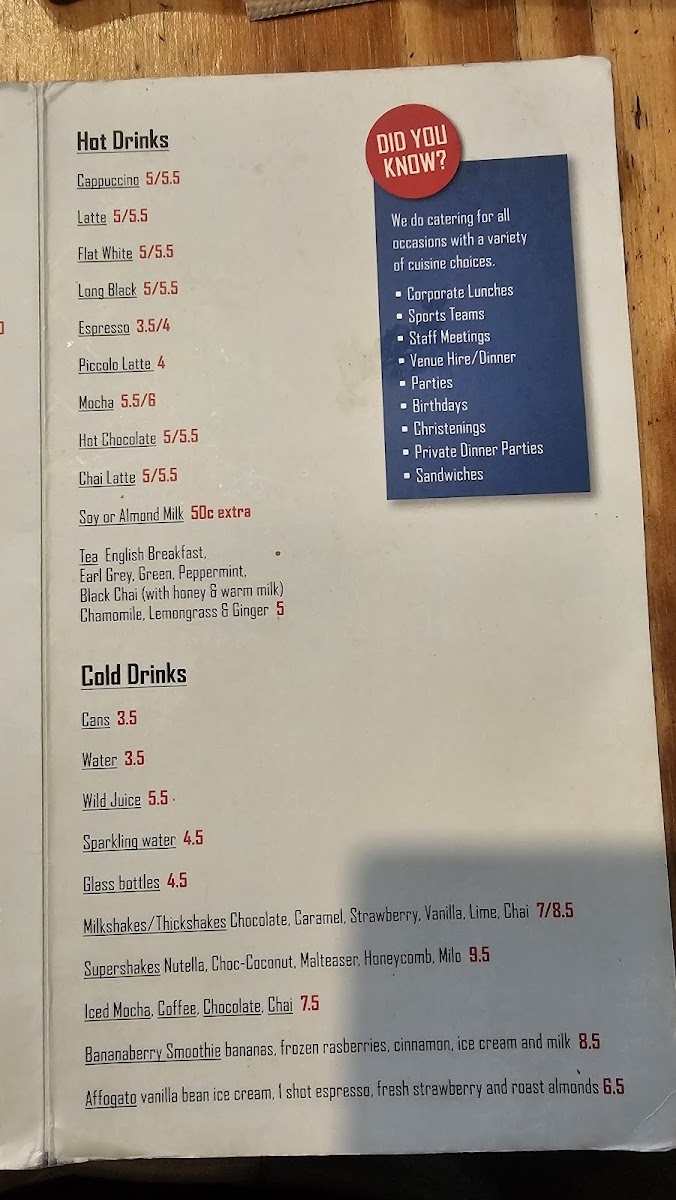 Hot Drinks
Cappuccino 5/5.5
Latte 5/5.5
Flat White 5/5.5
Long Black 5/5.5
Espresso 3.5/4
Piccolo Latte 4
Mocha 5.5/6
Hot Chocolate 5/5.5
Chai Latte 5/5.5
Soy or Almond Milk 50c extra
Tea English Breakfast,
Earl Grey, Green, Peppermint,
Black Chai (with honey & warm milk)
Chamomile, Lemongrass & Ginger 5
DID YOU
KNOW?
We do catering for all
occasions with a variety
of cuisine choices.
▪ Corporate Lunches
▪ Sports Teams
▪ Staff Meetings
▪ Venue Hire/Dinner
▪ Parties
▪ Birthdays
▪ Christenings
▪ Private Dinner Parties
▪ Sandwiches
Cold Drinks
Cans 3.5
Water 3.5
Wild Juice 5.5
Sparkling water 4.5
Glass bottles 4.5
Milkshakes/Thickshakes Chocolate, Caramel, Strawberry, Vanilla, Lime, Chai 7/8.5
Supershakes Nutella, Choc-Coconut, Malteaser, Honeycomb, Milo 9.5
Iced Mocha, Coffee, Chocolate, Chai 7.5
Bananaberry Smoothie bananas, frozen rasberries, cinnamon, ice cream and milk 8.5
Affogato vanilla bean ice cream, 1 shot espresso, fresh strawberry and roast almonds 6.5